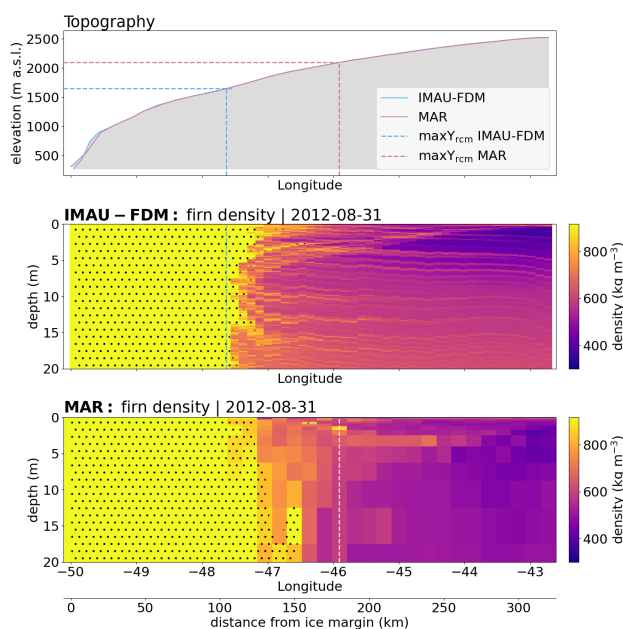 Topography
2500
2000
1500
1000
500
elevation (m a.s.l.)
IMAU-FDM
MAR
maxYrcm IMAU-FDM
maxYrcm MAR
Longitude
IMAU – FDM: firn density | 2012-08-31
0
5
10
15
20
depth (m)
Longitude
800
600
400
density (kg m⁻³)
MAR: firn density | 2012-08-31
0
5
10
15
20
depth (m)
800
600
400
density (kg m⁻³)
−50 −49 −48 −47 −46 −45 −44 −43
Longitude
0 50 100 150 200 250 300
distance from ice margin (km)